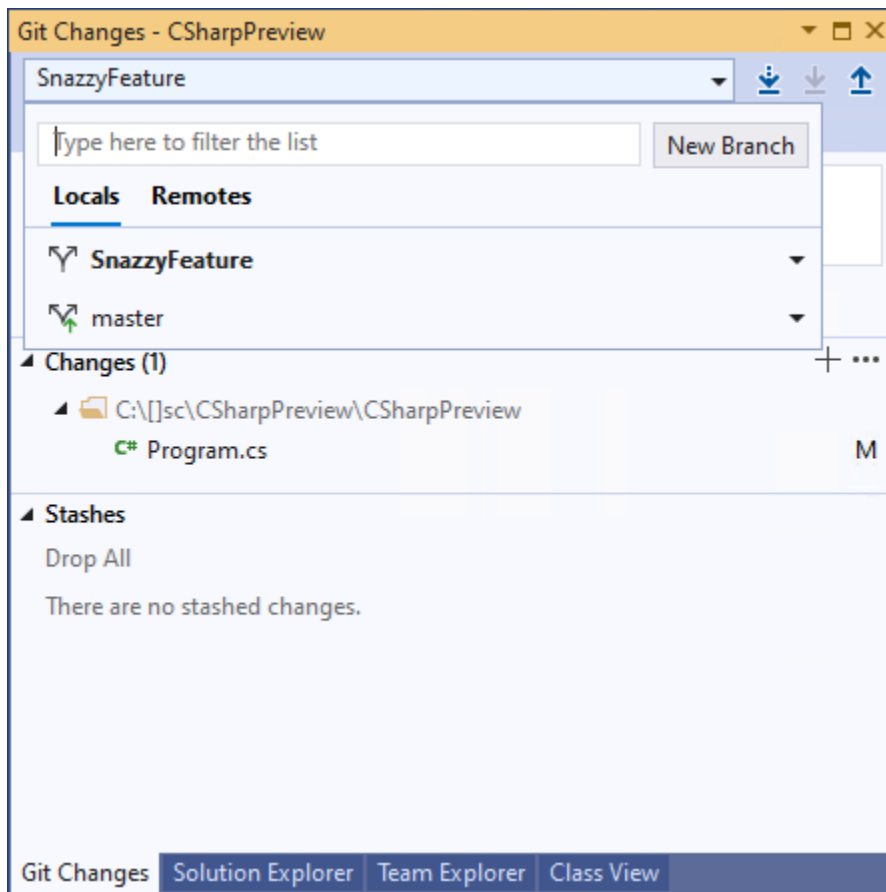 Git Changes - CSharpPreview
SnazzyFeature
Type here to filter the list
New Branch
Locals Remotes
SnazzyFeature
master
Changes (1)
C:\[]sc\CSharpPreview\CSharpPreview
C# Program.cs M
Stashes
Drop All
There are no stashed changes.
Git Changes Solution Explorer Team Explorer Class View